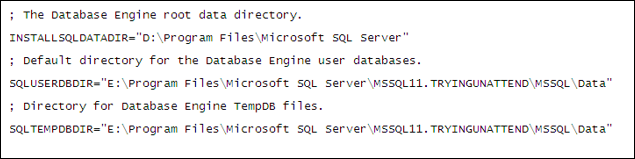 ; The Database Engine root data directory.
INSTALLSQLDATADIR="D:\Program Files\Microsoft SQL Server"
; Default directory for the Database Engine user databases.
SQLUSERDBDIR="E:\Program Files\Microsoft SQL Server\MSSQL11.TRYINGUNATTEND\MSSQL\Data"
; Directory for Database Engine TempDB files.
SQLTEMPDBDIR="E:\Program Files\Microsoft SQL Server\MSSQL11.TRYINGUNATTEND\MSSQL\Data"